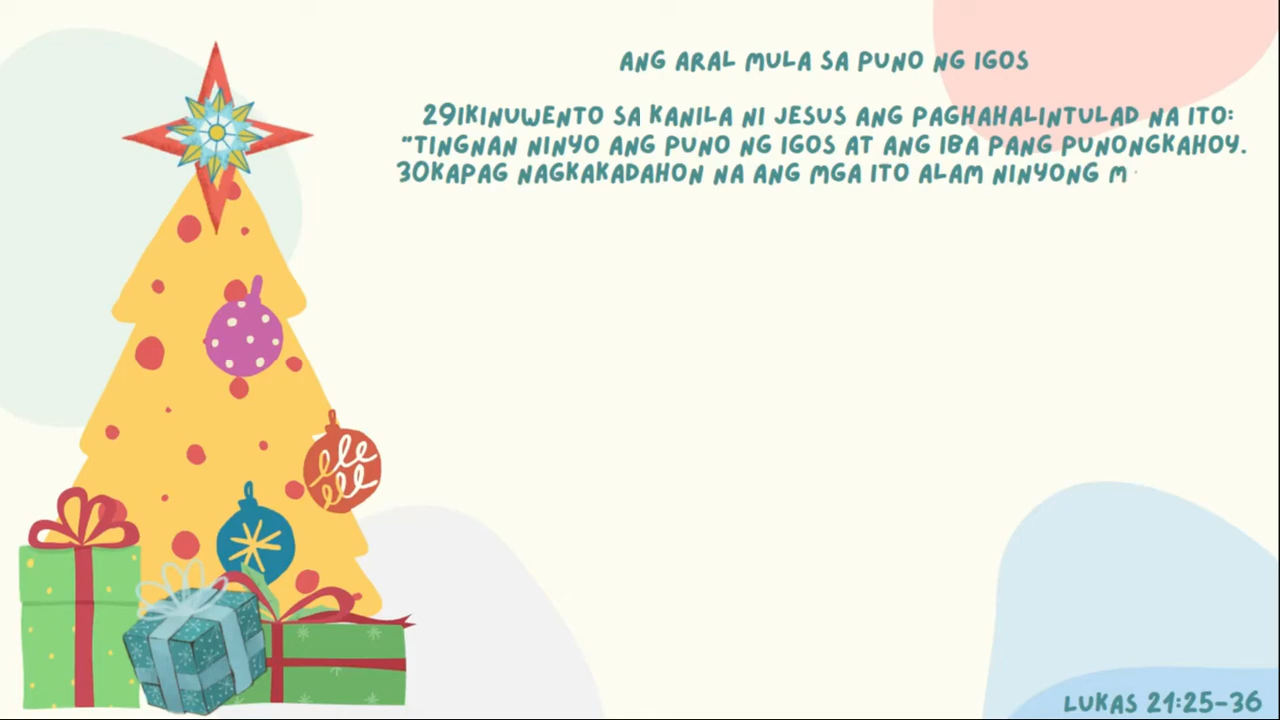 ANG ARAL MULA SA PUNO NG IGOS
29IKINUWENTO SA KANILA NI JESUS ANG PAGHAHALINTULAD NA ITO:
"TINGNAN NINYO ANG PUNO NG IGOS AT ANG IBA PANG PUNONGKAHOY.
30KAPAG NAGKAKADAHON NA ANG MGA ITO ALAM NINYONG M
LUKAS 21:25-36